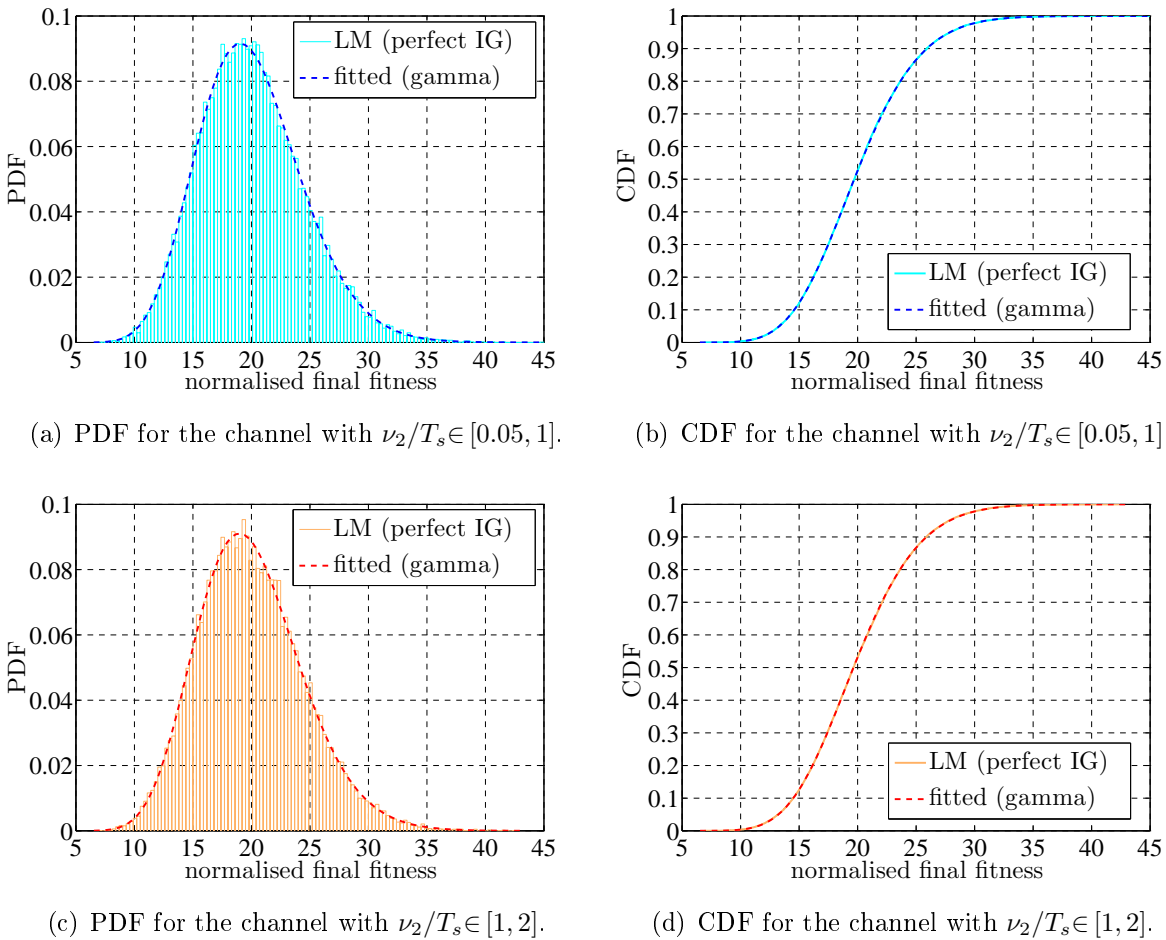 0.1
0.08
0.06
0.04
0.02
0
PDF
LM (perfect IG)
fitted (gamma)
5 10 15 20 25 30 35 40 45
normalised final fitness
(a) PDF for the channel with ν₂/Tₛ∈[0.05, 1].
1
0.9
0.8
0.7
0.6
0.5
0.4
0.3
0.2
0.1
0
CDF
LM (perfect IG)
fitted (gamma)
5 10 15 20 25 30 35 40 45
normalised final fitness
(b) CDF for the channel with ν₂/Tₛ∈[0.05, 1]
0.1
0.08
0.06
0.04
0.02
0
PDF
LM (perfect IG)
fitted (gamma)
5 10 15 20 25 30 35 40 45
normalised final fitness
(c) PDF for the channel with ν₂/Tₛ∈[1, 2].
1
0.9
0.8
0.7
0.6
0.5
0.4
0.3
0.2
0.1
0
CDF
LM (perfect IG)
fitted (gamma)
5 10 15 20 25 30 35 40 45
normalised final fitness
(d) CDF for the channel with ν₂/Tₛ∈[1, 2].